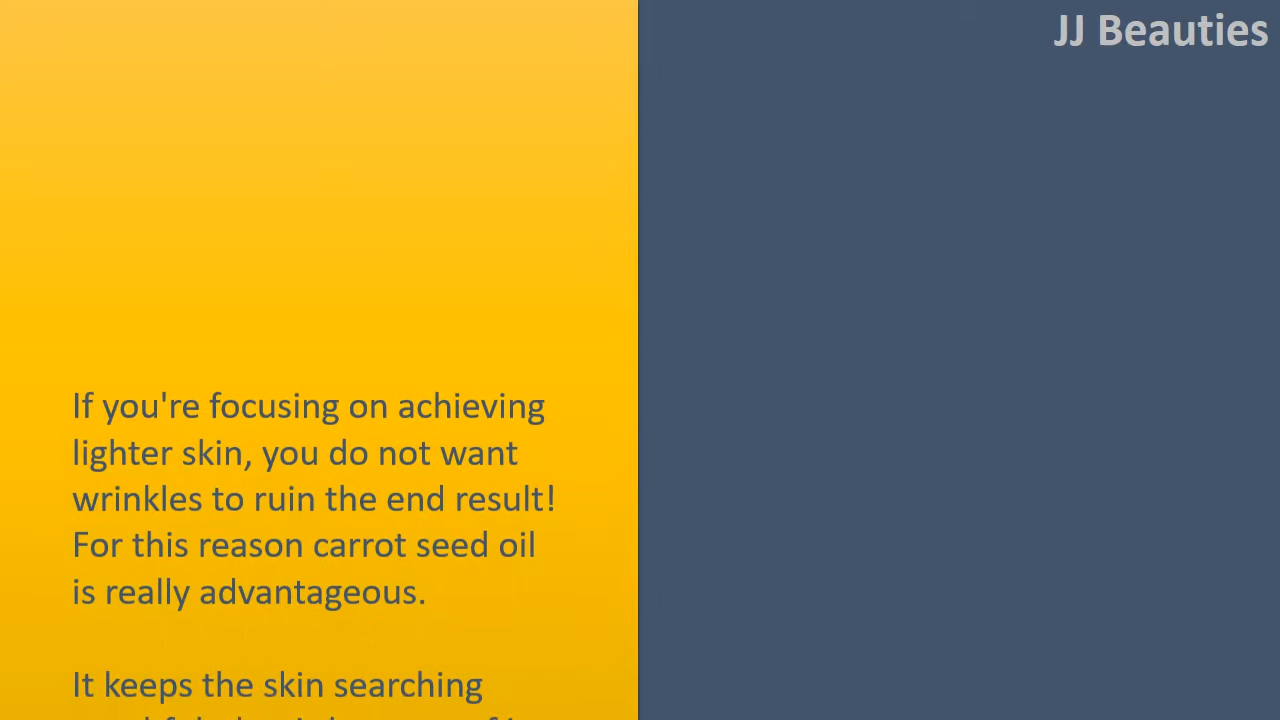 JJ Beauties
If you're focusing on achieving
lighter skin, you do not want
wrinkles to ruin the end result!
For this reason carrot seed oil
is really advantageous.
It keeps the skin searching